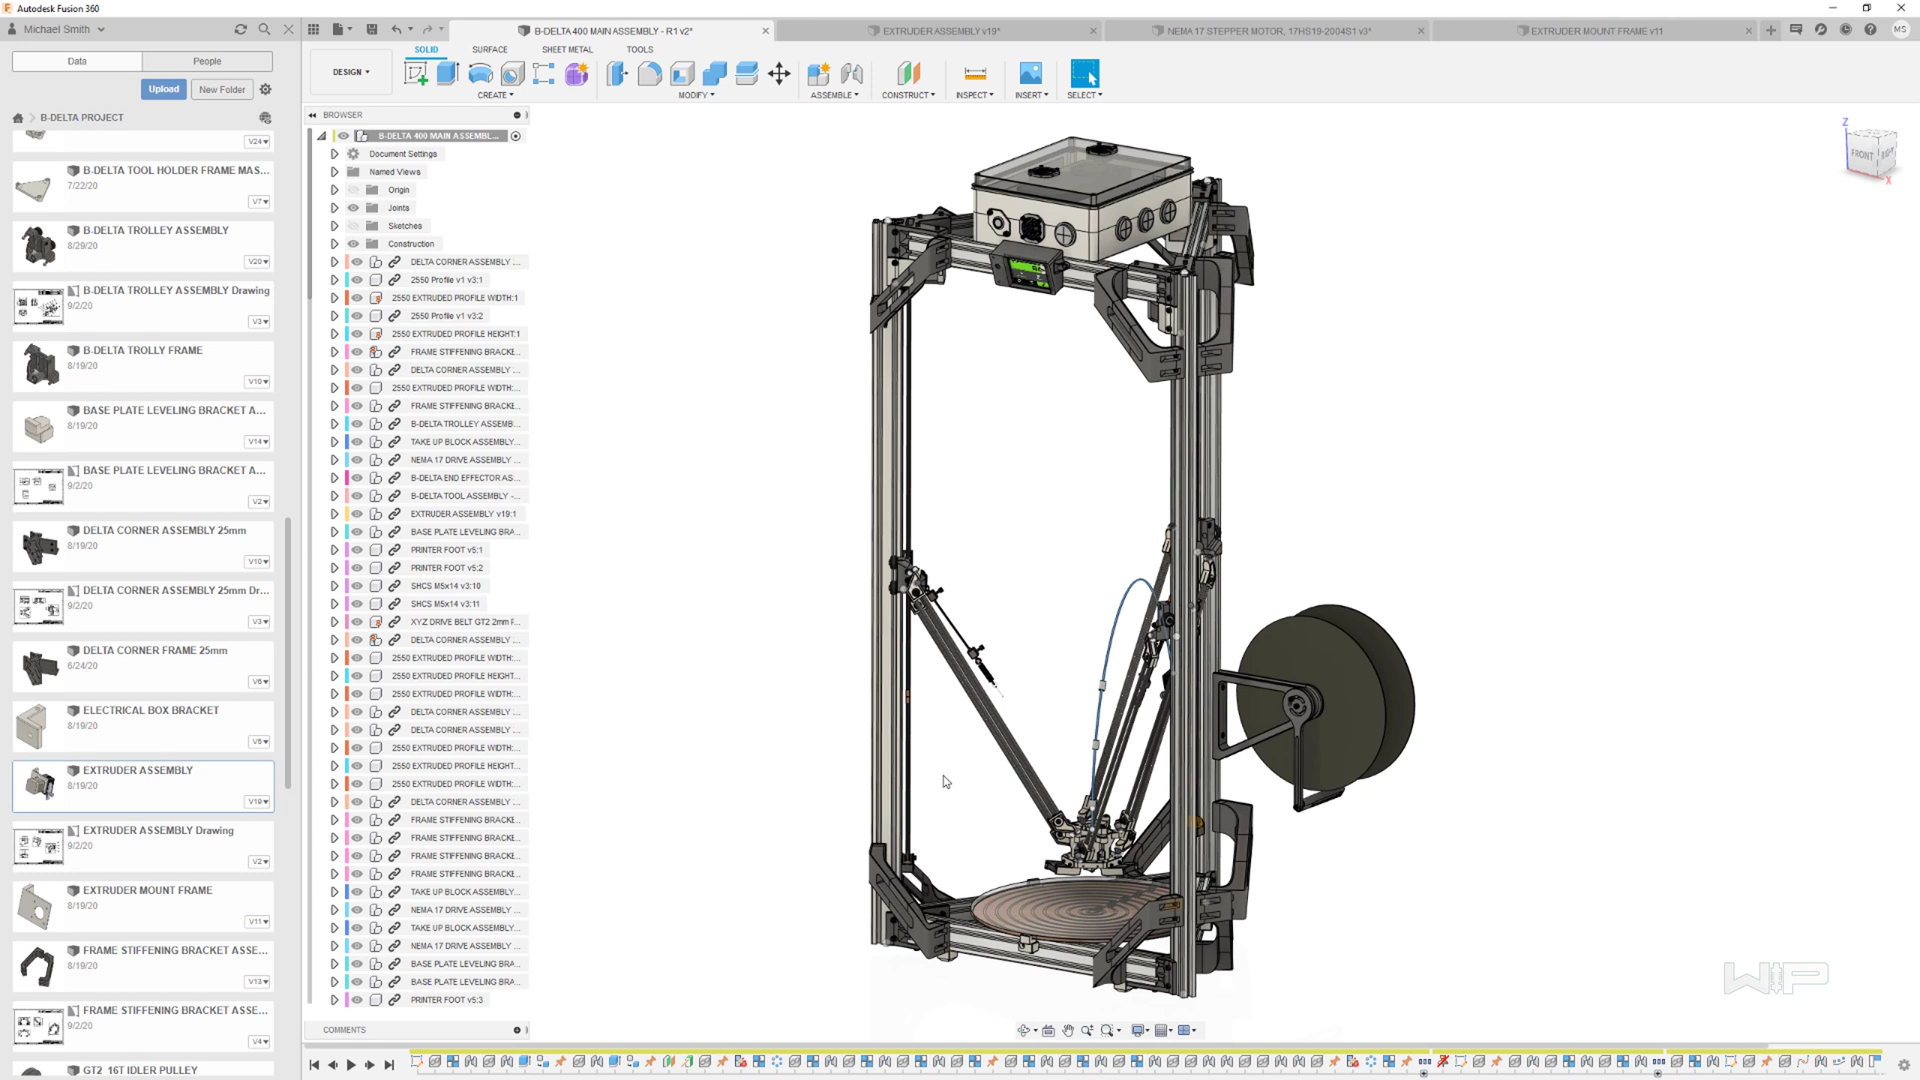 Autodesk Fusion 360
Michael Smith
Data
People
Upload
New Folder
B-DELTA PROJECT
V24
B-DELTA TOOL HOLDER FRAME MAS...
7/22/20
V7
B-DELTA TROLLEY ASSEMBLY
8/29/20
V20
B-DELTA TROLLEY ASSEMBLY Drawing
9/2/20
V3
B-DELTA TROLLY FRAME
8/19/20
V10
BASE PLATE LEVELING BRACKET A...
8/19/20
V14
BASE PLATE LEVELING BRACKET A...
9/2/20
V2
DELTA CORNER ASSEMBLY 25mm
8/19/20
V10
DELTA CORNER ASSEMBLY 25mm Dr...
9/2/20
V3
DELTA CORNER FRAME 25mm
6/24/20
V6
ELECTRICAL BOX BRACKET
8/19/20
V5
EXTRUDER ASSEMBLY
8/19/20
V19
EXTRUDER ASSEMBLY Drawing
9/2/20
V2
EXTRUDER MOUNT FRAME
8/19/20
V11
FRAME STIFFENING BRACKET ASSE...
8/19/20
V13
FRAME STIFFENING BRACKET ASSE...
9/2/20
V4
GT2 16T IDLER PULLEY
B-DELTA 400 MAIN ASSEMBLY - R1 v2*
EXTRUDER ASSEMBLY v19*
NEMA 17 STEPPER MOTOR, 17HS19-2004S1 v3*
EXTRUDER MOUNT FRAME v11
MS
SOLID
SURFACE
SHEET METAL
TOOLS
DESIGN
CREATE
MODIFY
ASSEMBLE
CONSTRUCT
INSPECT
INSERT
SELECT
BROWSER
B-DELTA 400 MAIN ASSEMBL...
Document Settings
Named Views
Origin
Joints
Sketches
Construction
DELTA CORNER ASSEMBLY ...
2550 Profile v1 v3:1
2550 EXTRUDED PROFILE WIDTH:1
2550 Profile v1 v3:2
2550 EXTRUDED PROFILE HEIGHT:1
FRAME STIFFENING BRACKE...
DELTA CORNER ASSEMBLY ...
2550 EXTRUDED PROFILE WIDTH:...
FRAME STIFFENING BRACKE...
B-DELTA TROLLEY ASSEMB...
TAKE UP BLOCK ASSEMBLY...
NEMA 17 DRIVE ASSEMBLY ...
B-DELTA END EFFECTOR AS...
B-DELTA TOOL ASSEMBLY -...
EXTRUDER ASSEMBLY v19:1
BASE PLATE LEVELING BRA...
PRINTER FOOT v5:1
PRINTER FOOT v5:2
SHCS M5x14 v3:10
SHCS M5x14 v3:11
XYZ DRIVE BELT GT2 2mm F...
DELTA CORNER ASSEMBLY ...
2550 EXTRUDED PROFILE WIDTH:...
2550 EXTRUDED PROFILE HEIGHT...
2550 EXTRUDED PROFILE WIDTH:...
DELTA CORNER ASSEMBLY ...
DELTA CORNER ASSEMBLY ...
2550 EXTRUDED PROFILE WIDTH:...
2550 EXTRUDED PROFILE HEIGHT...
2550 EXTRUDED PROFILE WIDTH:...
DELTA CORNER ASSEMBLY ...
FRAME STIFFENING BRACKE...
FRAME STIFFENING BRACKE...
FRAME STIFFENING BRACKE...
FRAME STIFFENING BRACKE...
TAKE UP BLOCK ASSEMBLY...
NEMA 17 DRIVE ASSEMBLY ...
TAKE UP BLOCK ASSEMBLY...
NEMA 17 DRIVE ASSEMBLY ...
BASE PLATE LEVELING BRA...
BASE PLATE LEVELING BRA...
PRINTER FOOT v5:3
COMMENTS
Z
FRONT
RIGHT
X
WIP